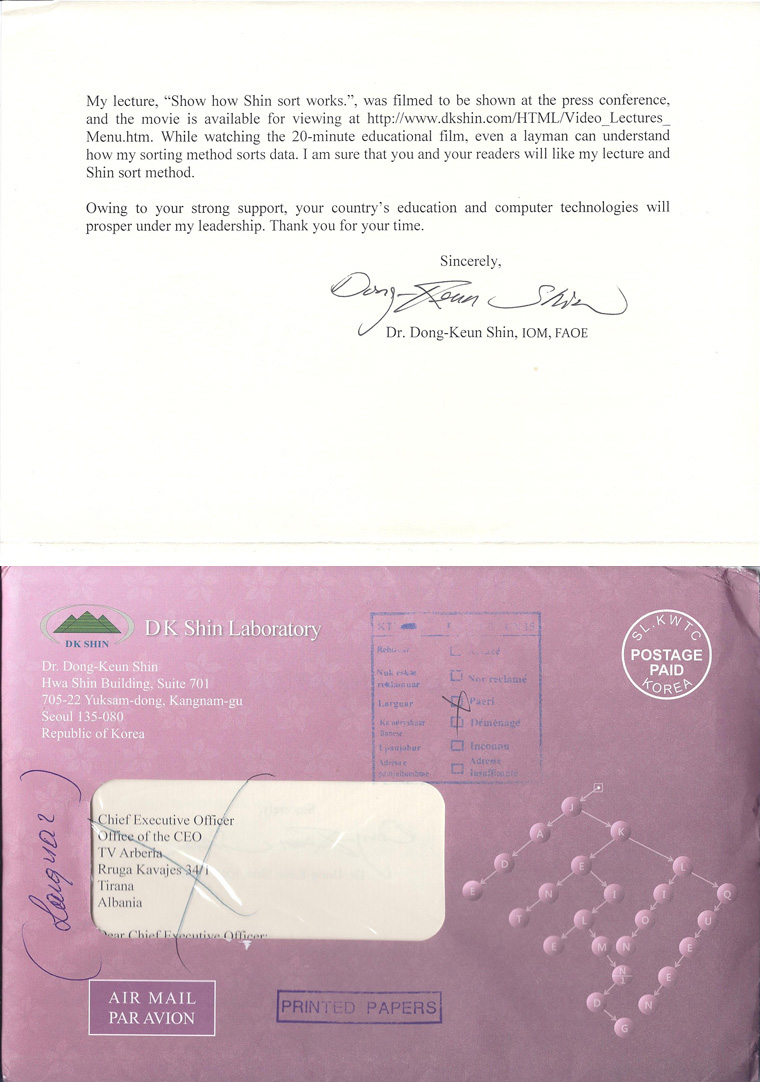 My lecture, “Show how Shin sort works.”, was filmed to be shown at the press conference,
and the movie is available for viewing at http://www.dkshin.com/HTML/Video_Lectures_
Menu.htm. While watching the 20-minute educational film, even a layman can understand
how my sorting method sorts data. I am sure that you and your readers will like my lecture and
Shin sort method.
Owing to your strong support, your country’s education and computer technologies will
prosper under my leadership. Thank you for your time.
Sincerely,
Dong-Keun Shin
Dr. Dong-Keun Shin, IOM, FAOE
DK SHIN
DK Shin Laboratory
Dr. Dong-Keun Shin
Hwa Shin Building, Suite 701
705-22 Yuksam-dong, Kangnam-gu
Seoul 135-080
Republic of Korea
SL.KWTC
POSTAGE
PAID
KOREA
Nuk
reklamuar
Non réclamé
Larguar
Parti
Déménagé
Inconnu
Adresse
Insuffisante
Larguar
Chief Executive Officer
Office of the CEO
TV Arberia
Rruga Kavajes 34/1
Tirana
Albania
Dear Chief Executive Officer:
AIR MAIL
PAR AVION
PRINTED PAPERS
J
A
K
D
E
L
E
N
I
I
Q
T
L
O
U
E
M
N
E
E
D
N
G